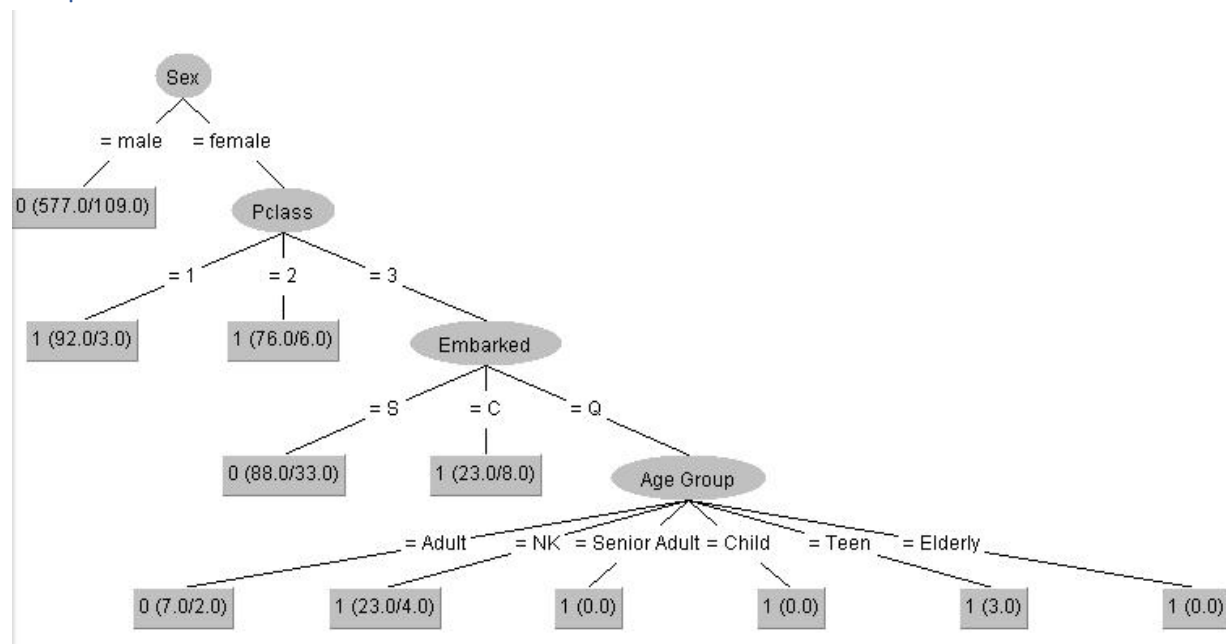 Sex
= male = female
0 (577.0/109.0)
Pclass
= 1 = 2 = 3
1 (92.0/3.0) 1 (76.0/6.0)
Embarked
= S = C = Q
0 (88.0/33.0) 1 (23.0/8.0)
Age Group
= Adult = NK = Senior Adult = Child = Teen = Elderly
0 (7.0/2.0) 1 (23.0/4.0) 1 (0.0) 1 (0.0) 1 (3.0) 1 (0.0)